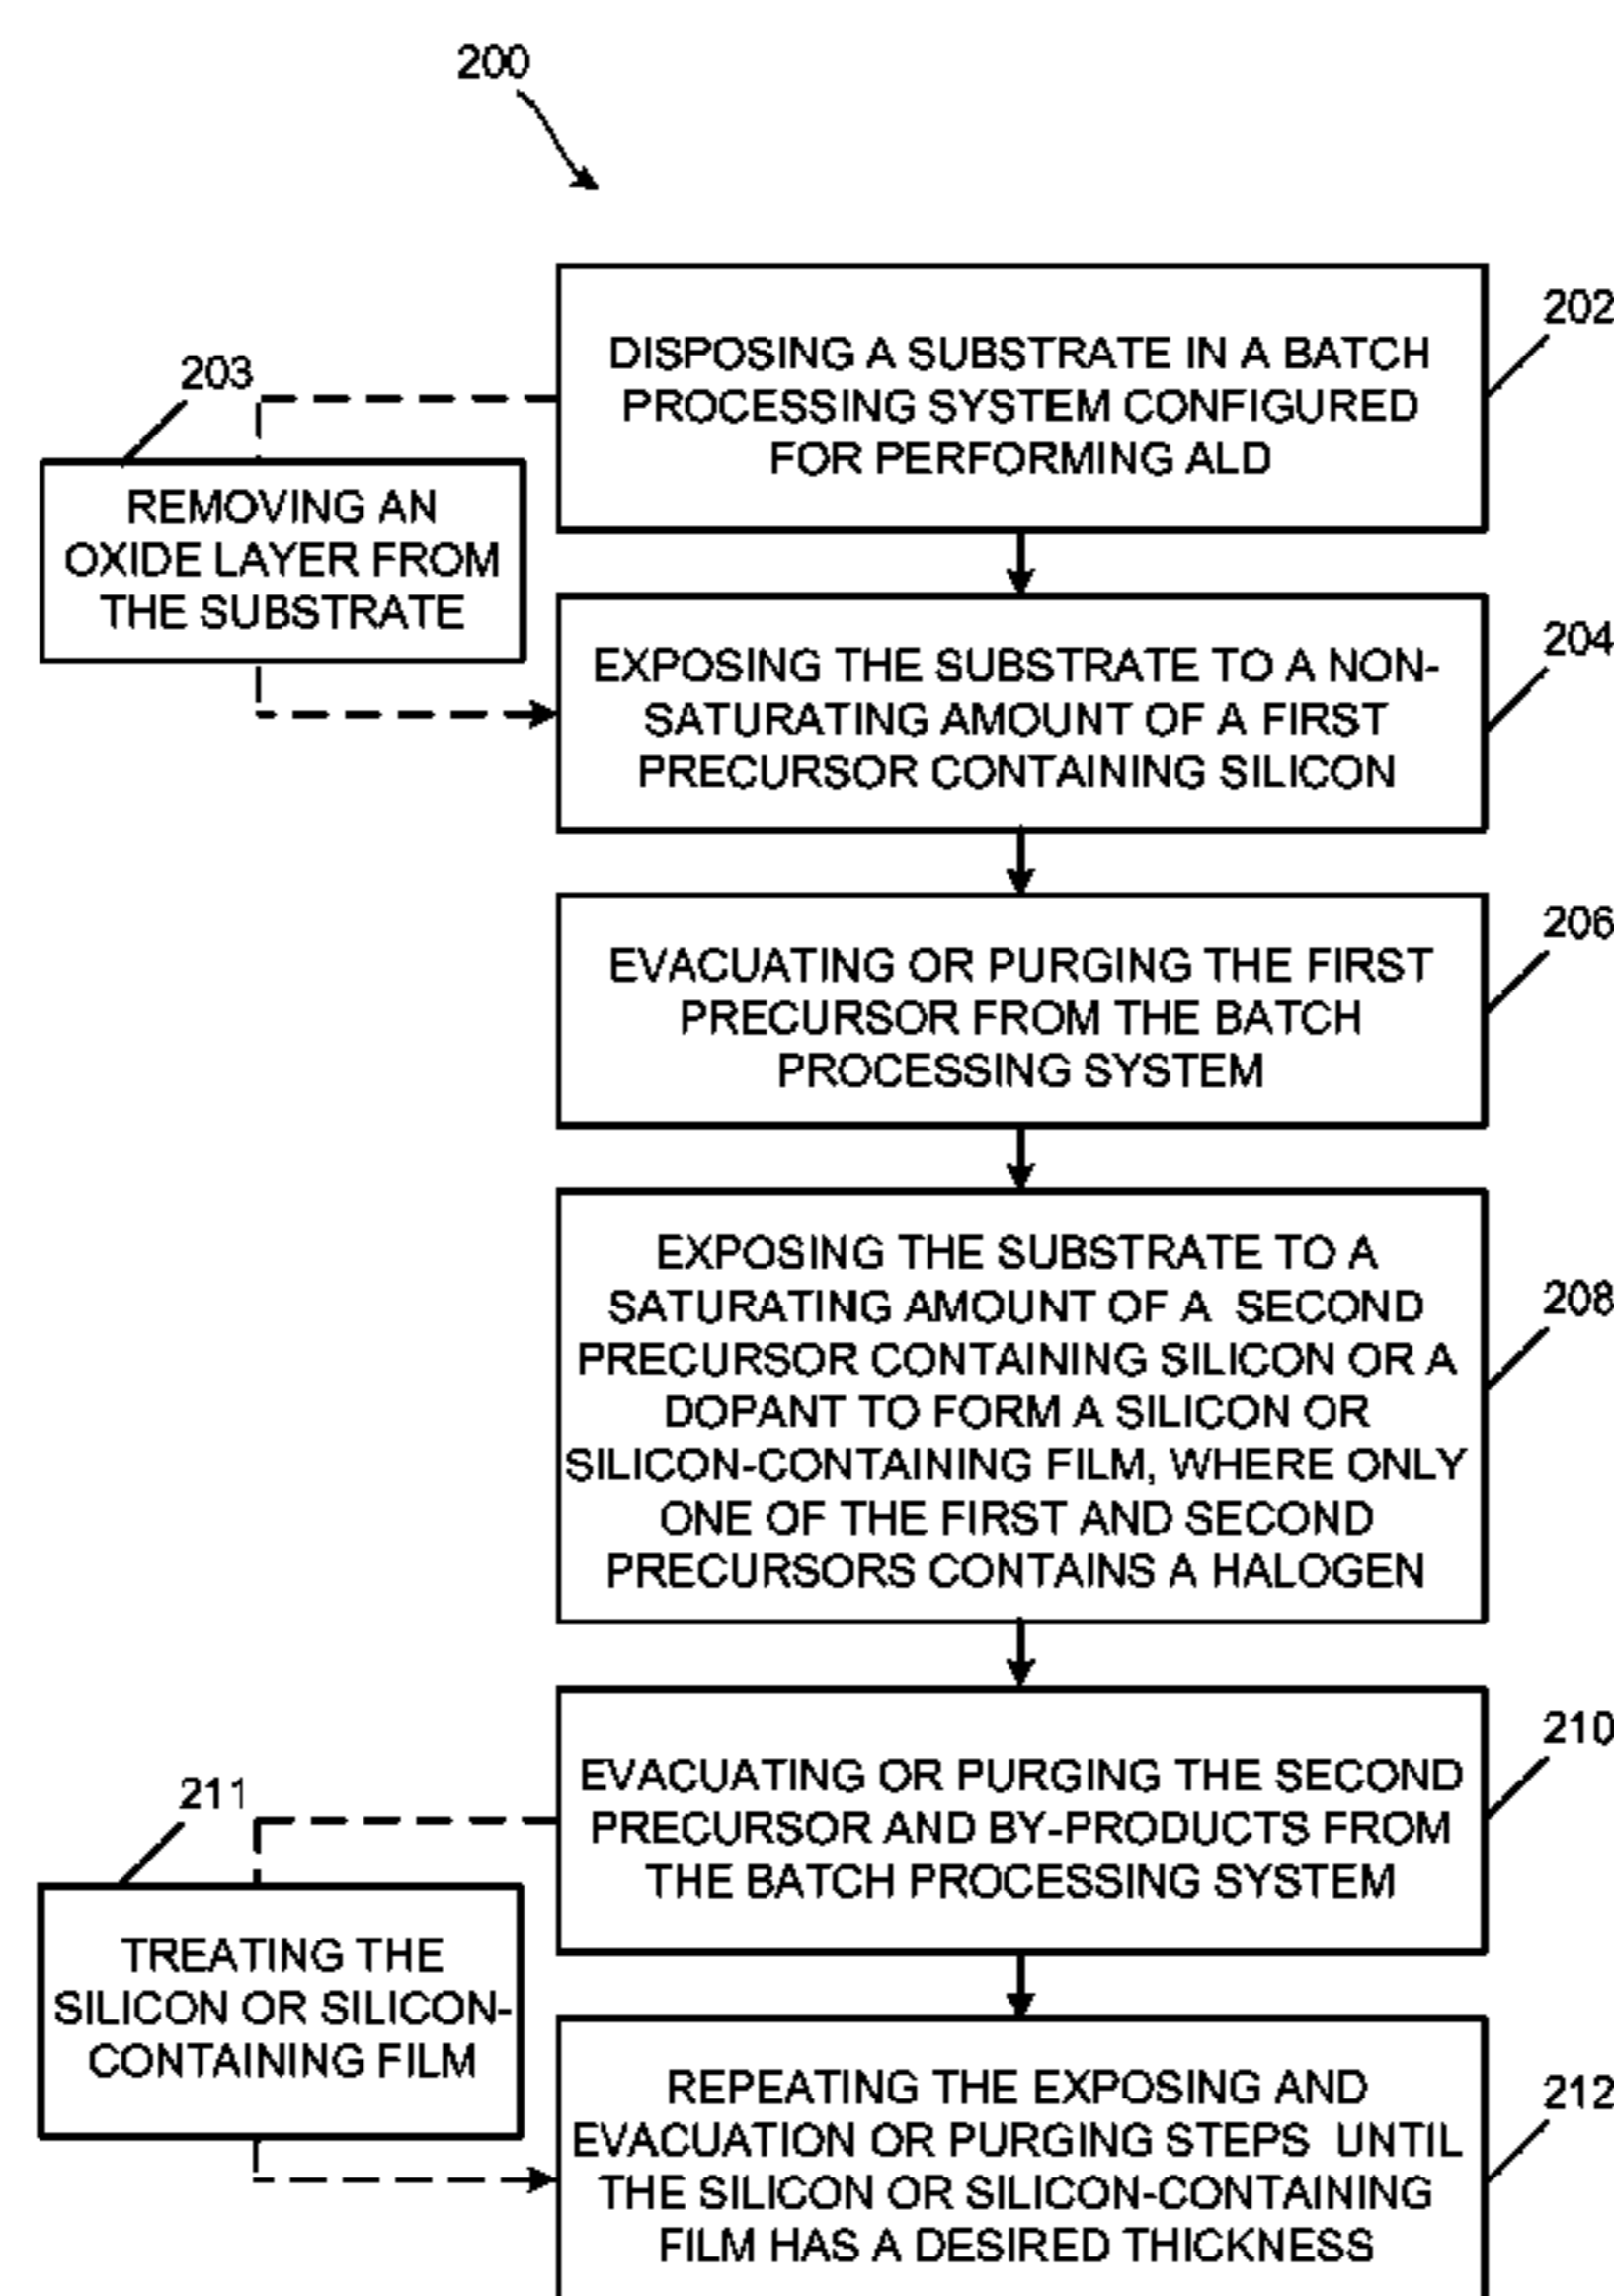 200
202
DISPOSING A SUBSTRATE IN A BATCH
PROCESSING SYSTEM CONFIGURED
FOR PERFORMING ALD
203
REMOVING AN
OXIDE LAYER FROM
THE SUBSTRATE
204
EXPOSING THE SUBSTRATE TO A NON-
SATURATING AMOUNT OF A FIRST
PRECURSOR CONTAINING SILICON
206
EVACUATING OR PURGING THE FIRST
PRECURSOR FROM THE BATCH
PROCESSING SYSTEM
208
EXPOSING THE SUBSTRATE TO A
SATURATING AMOUNT OF A SECOND
PRECURSOR CONTAINING SILICON OR A
DOPANT TO FORM A SILICON OR
SILICON-CONTAINING FILM, WHERE ONLY
ONE OF THE FIRST AND SECOND
PRECURSORS CONTAINS A HALOGEN
210
EVACUATING OR PURGING THE SECOND
PRECURSOR AND BY-PRODUCTS FROM
THE BATCH PROCESSING SYSTEM
211
TREATING THE
SILICON OR SILICON-
CONTAINING FILM
212
REPEATING THE EXPOSING AND
EVACUATION OR PURGING STEPS UNTIL
THE SILICON OR SILICON-CONTAINING
FILM HAS A DESIRED THICKNESS